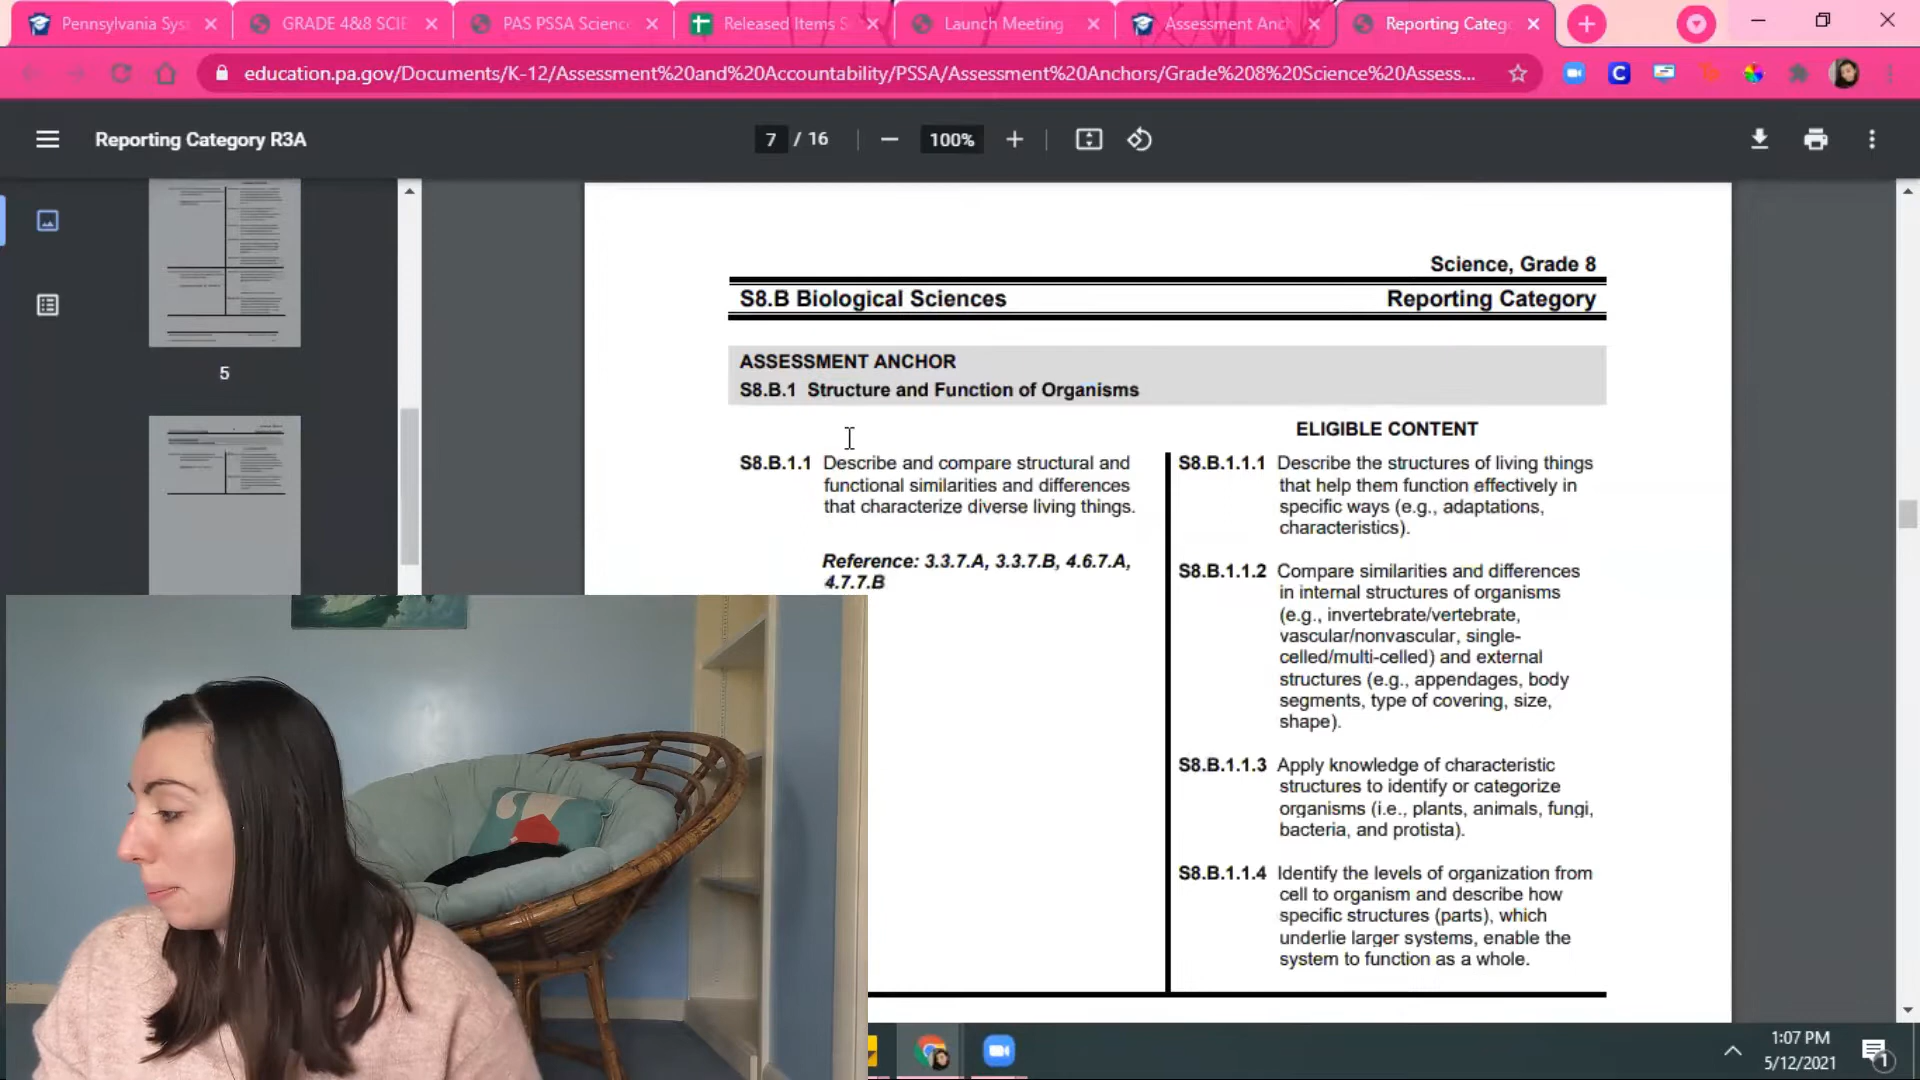 Pennsylvania Sys
GRADE 4&8 SCIE
PAS PSSA Science
Released Items S
Launch Meeting
Assessment Anch
Reporting Catego
education.pa.gov/Documents/K-12/Assessment%20and%20Accountability/PSSA/Assessment%20Anchors/Grade%208%20Science%20Assess...
Reporting Category R3A
7 / 16
100%
5
Science, Grade 8
S8.B Biological Sciences Reporting Category
ASSESSMENT ANCHOR
S8.B.1 Structure and Function of Organisms
ELIGIBLE CONTENT
S8.B.1.1 Describe and compare structural and
functional similarities and differences
that characterize diverse living things.
Reference: 3.3.7.A, 3.3.7.B, 4.6.7.A,
4.7.7.B
S8.B.1.1.1 Describe the structures of living things
that help them function effectively in
specific ways (e.g., adaptations,
characteristics).
S8.B.1.1.2 Compare similarities and differences
in internal structures of organisms
(e.g., invertebrate/vertebrate,
vascular/nonvascular, single-
celled/multi-celled) and external
structures (e.g., appendages, body
segments, type of covering, size,
shape).
S8.B.1.1.3 Apply knowledge of characteristic
structures to identify or categorize
organisms (i.e., plants, animals, fungi,
bacteria, and protista).
S8.B.1.1.4 Identify the levels of organization from
cell to organism and describe how
specific structures (parts), which
underlie larger systems, enable the
system to function as a whole.
1:07 PM
5/12/2021
1